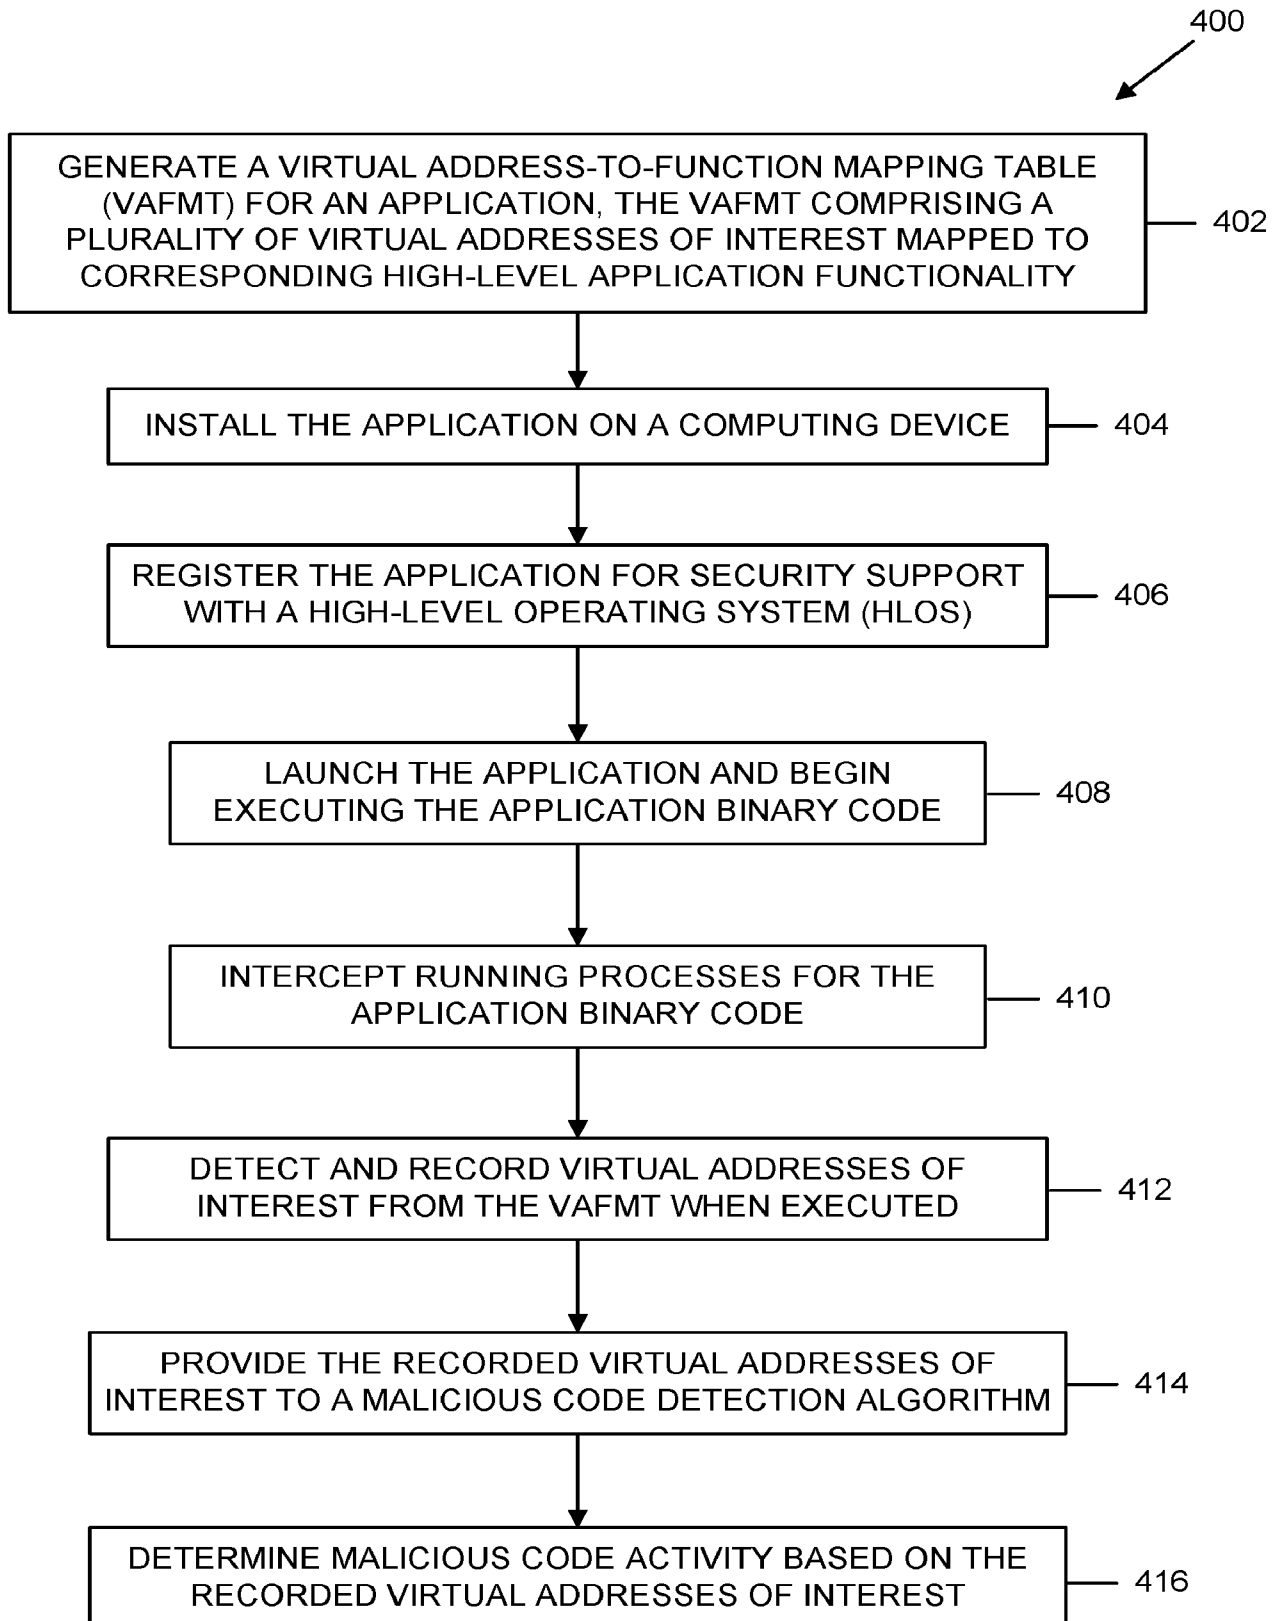 400
GENERATE A VIRTUAL ADDRESS-TO-FUNCTION MAPPING TABLE
(VAFMT) FOR AN APPLICATION, THE VAFMT COMPRISING A
PLURALITY OF VIRTUAL ADDRESSES OF INTEREST MAPPED TO
CORRESPONDING HIGH-LEVEL APPLICATION FUNCTIONALITY
402
INSTALL THE APPLICATION ON A COMPUTING DEVICE
404
REGISTER THE APPLICATION FOR SECURITY SUPPORT
WITH A HIGH-LEVEL OPERATING SYSTEM (HLOS)
406
LAUNCH THE APPLICATION AND BEGIN
EXECUTING THE APPLICATION BINARY CODE
408
INTERCEPT RUNNING PROCESSES FOR THE
APPLICATION BINARY CODE
410
DETECT AND RECORD VIRTUAL ADDRESSES OF
INTEREST FROM THE VAFMT WHEN EXECUTED
412
PROVIDE THE RECORDED VIRTUAL ADDRESSES OF
INTEREST TO A MALICIOUS CODE DETECTION ALGORITHM
414
DETERMINE MALICIOUS CODE ACTIVITY BASED ON THE
RECORDED VIRTUAL ADDRESSES OF INTEREST
416